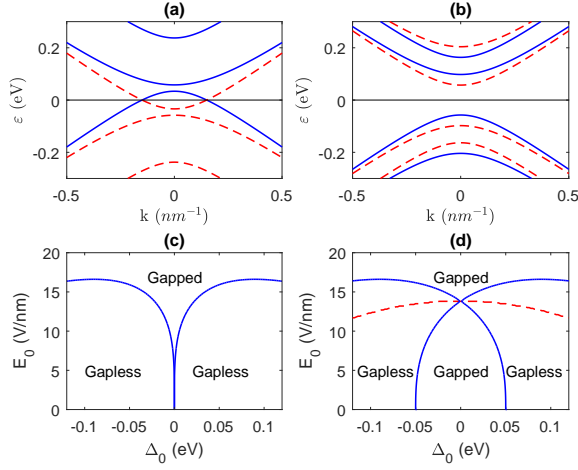 (a)
(b)
0.2
0
-0.2
ε (eV)
-0.5
0
0.5
k (nm⁻¹)
0.2
0
-0.2
ε (eV)
-0.5
0
0.5
k (nm⁻¹)
(c)
(d)
20
15
10
5
0
E₀ (V/nm)
Gapped
Gapless
Gapless
-0.1
-0.05
0
0.05
0.1
Δ₀ (eV)
20
15
10
5
0
E₀ (V/nm)
Gapped
Gapless
Gapped
Gapless
-0.1
-0.05
0
0.05
0.1
Δ₀ (eV)